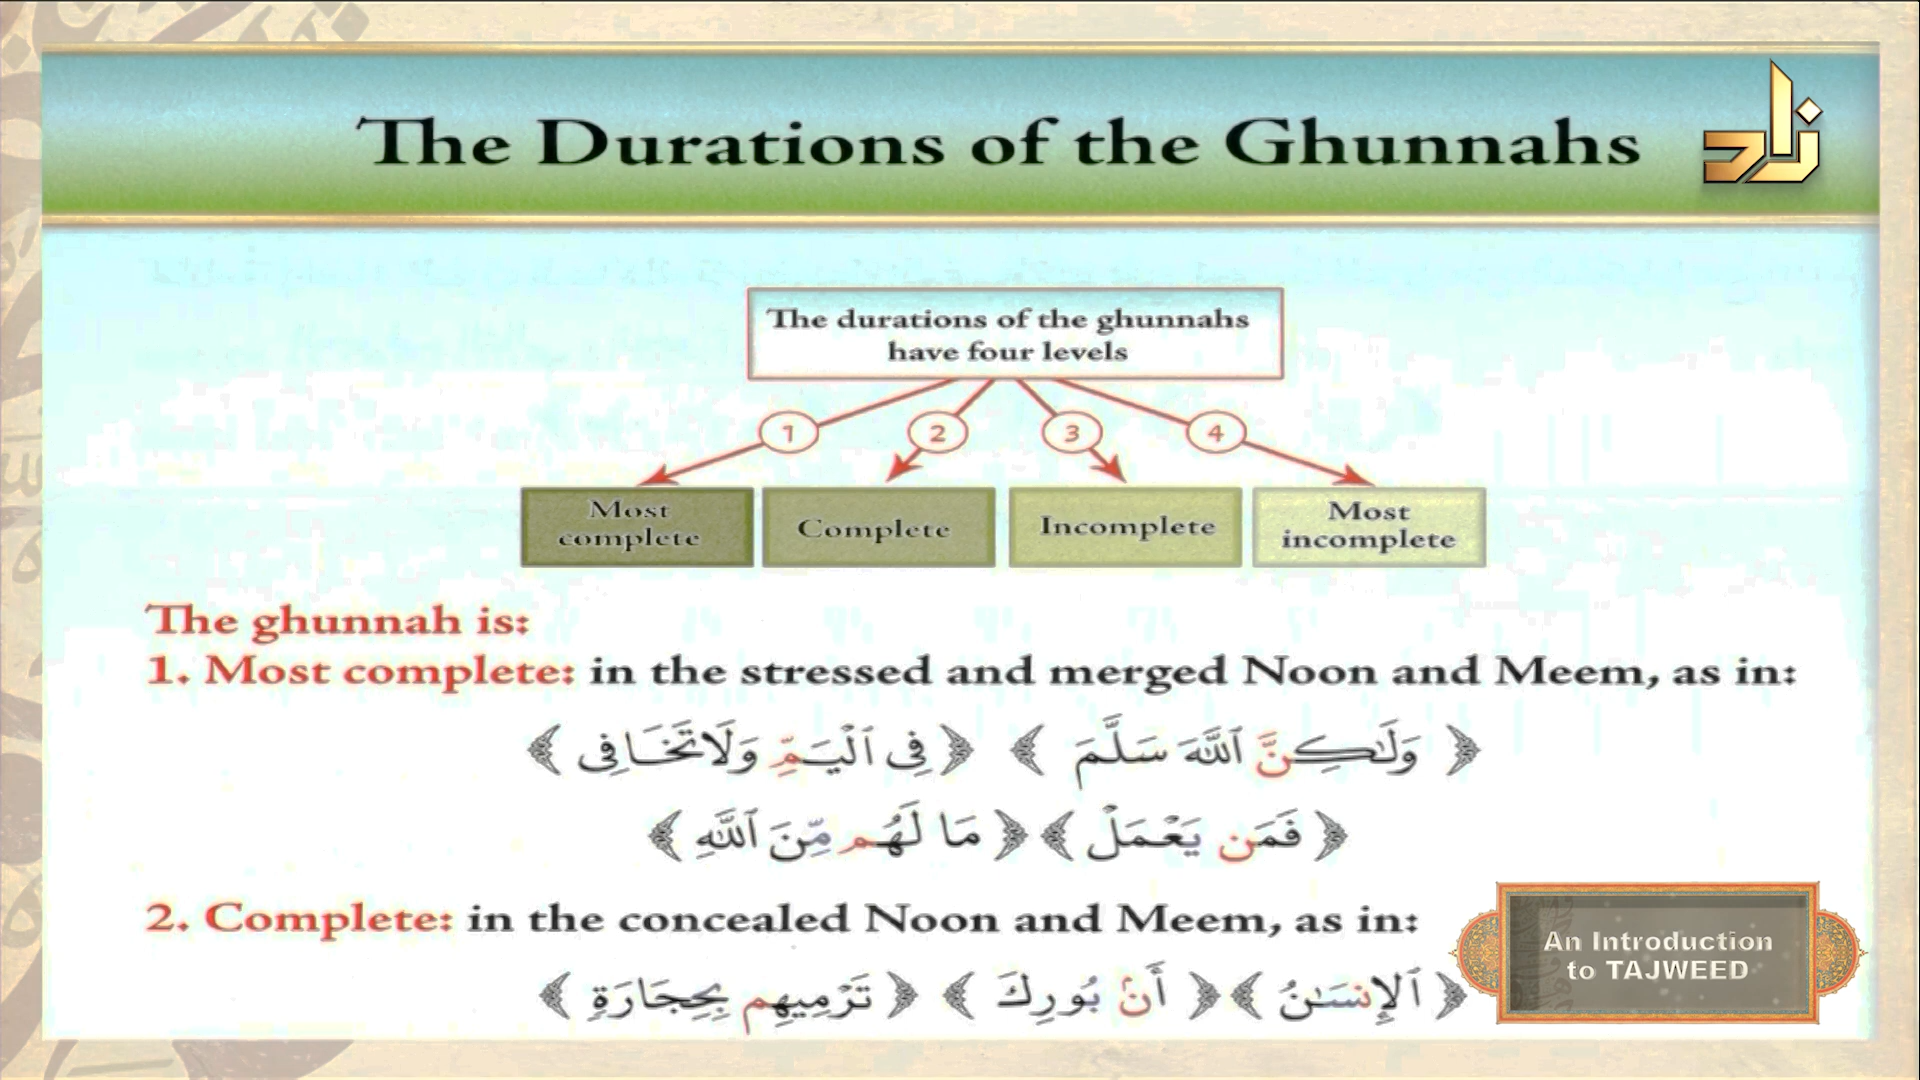 The Durations of the Ghunnahs
زاد
The durations of the ghunnahs
have four levels
1
2
3
4
Most
complete
Complete
Incomplete
Most
incomplete
The ghunnah is:
1. Most complete: in the stressed and merged Noon and Meem, as in:
﴿ وَلَٰكِنَّ ٱللَّهَ سَلَّمَ ﴾ ﴿ فِى ٱلْيَمِّ وَلَا تَخَافِى ﴾
﴿ فَمَن يَعْمَلْ ﴾ ﴿ مَا لَهُم مِّنَ ٱللَّهِ ﴾
2. Complete: in the concealed Noon and Meem, as in:
﴿ ٱلْإِنسَٰنُ ﴾ ﴿ أَنۢ بُورِكَ ﴾ ﴿ تَرْمِيهِم بِحِجَارَةٍ ﴾
An Introduction
to TAJWEED